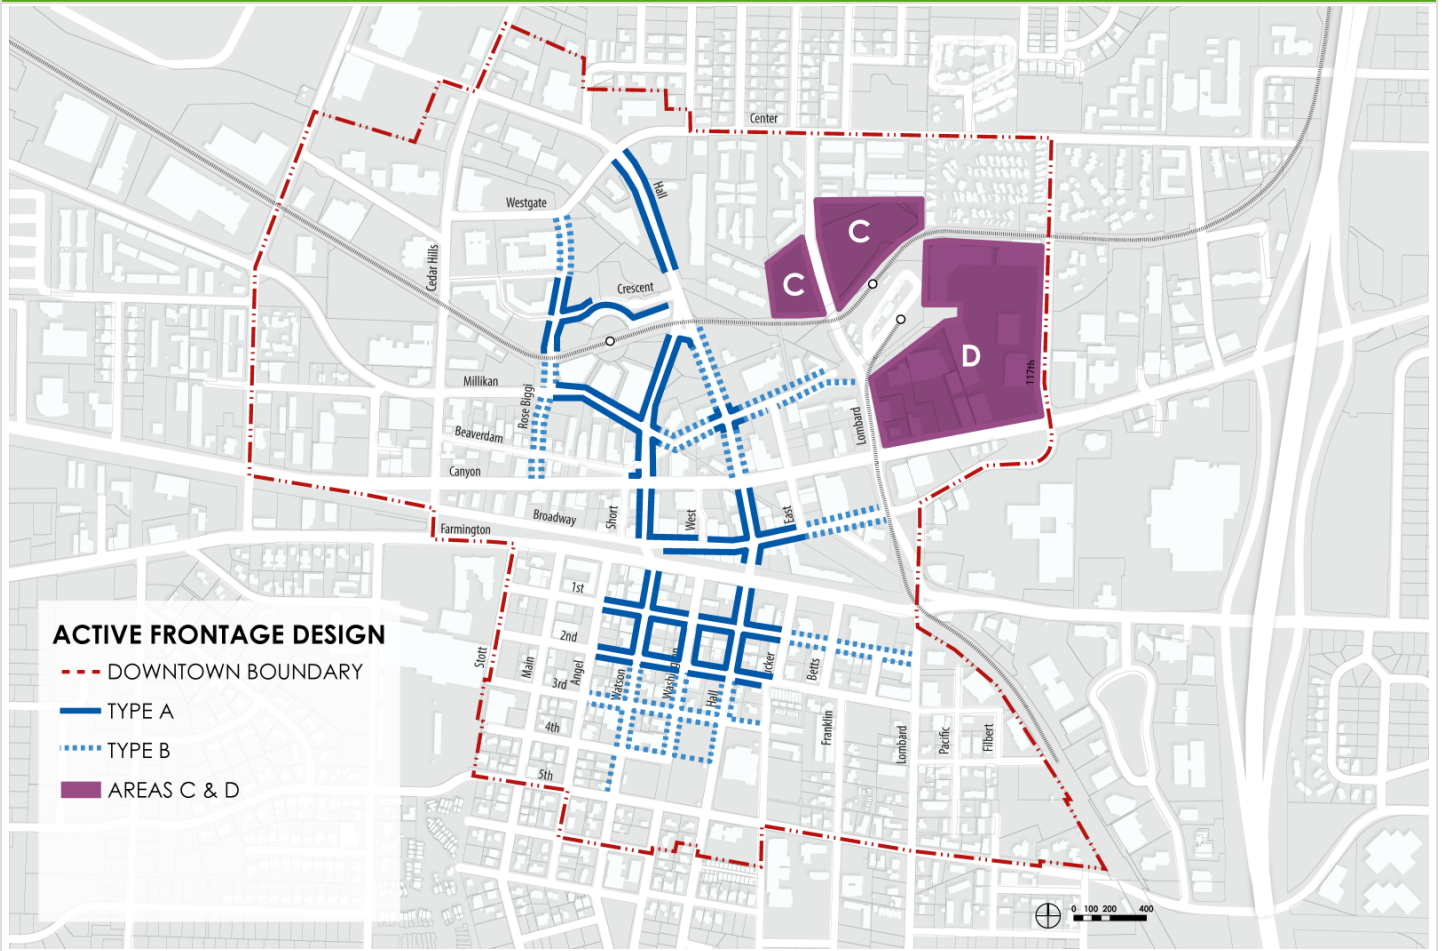 Center
Hall
Westgate
Cedar Hills
C
C
Crescent
D
117th
Millikan
Rose Biggi
Lombard
Beaverdam
Canyon
Short
West
East
Broadway
Farmington
1st
2nd
3rd
4th
5th
Stott
Main
Angel
Watson
Hall
Betts
Franklin
Lombard
Pacific
Filbert
ACTIVE FRONTAGE DESIGN
DOWNTOWN BOUNDARY
TYPE A
TYPE B
AREAS C & D
0 100 200 400